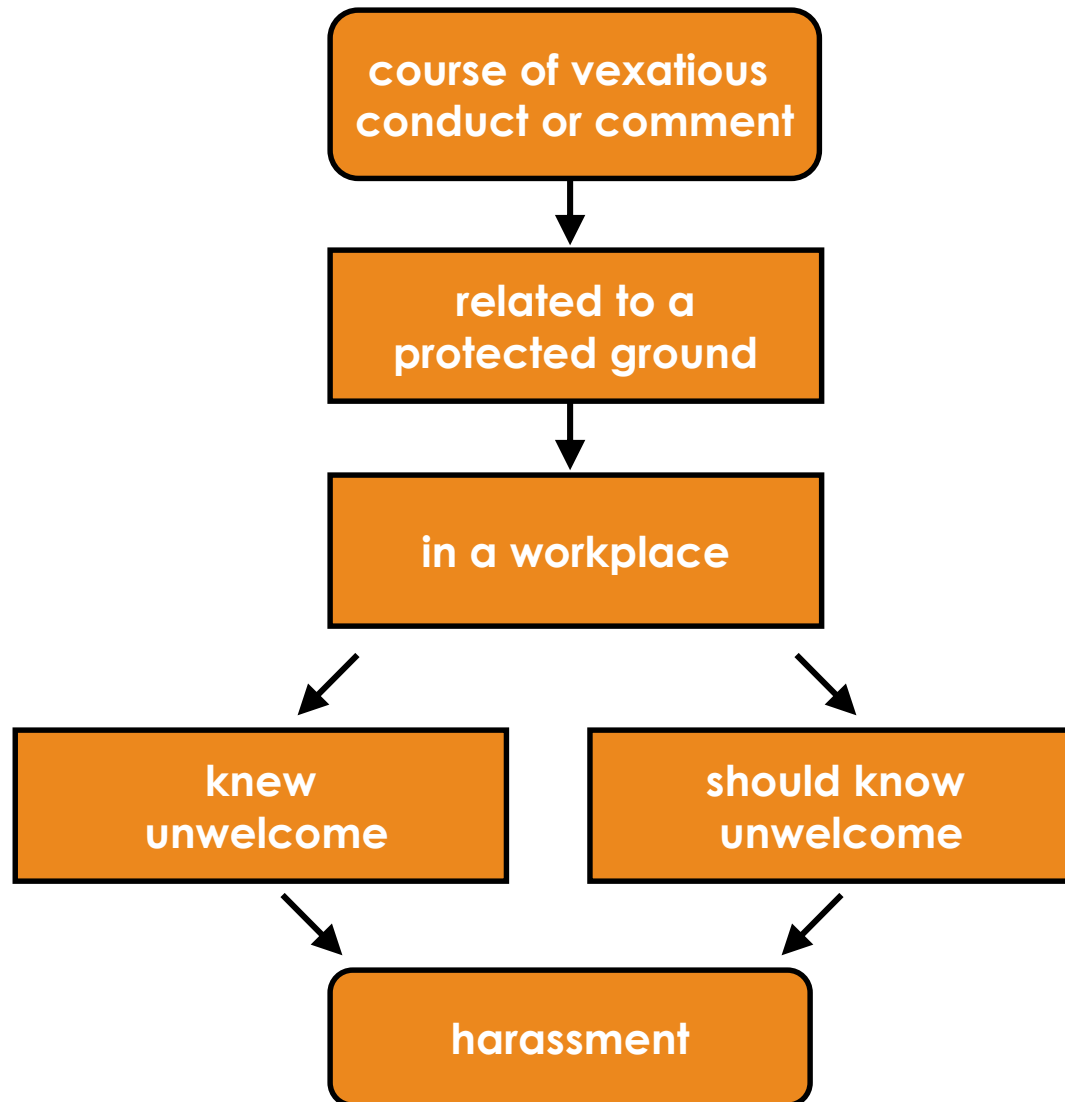 course of vexatious
conduct or comment
related to a
protected ground
in a workplace
knew
unwelcome
should know
unwelcome
harassment